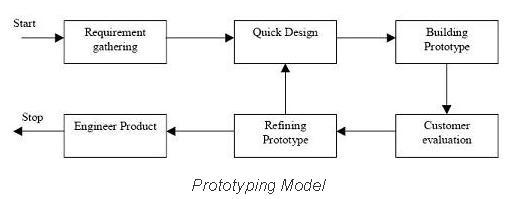 Start
Requirement
gathering
Quick Design
Building
Prototype
Stop
Engineer Product
Refining
Prototype
Customer
evaluation
Prototyping Model